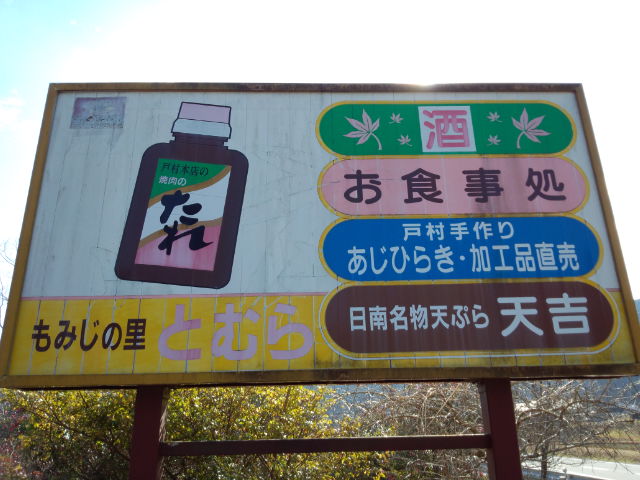 戸村本店の
焼肉の
たれ
もみじの里 とむら
酒
お食事処
戸村手作り
あじひらき・加工品直売
日南名物天ぷら 天吉